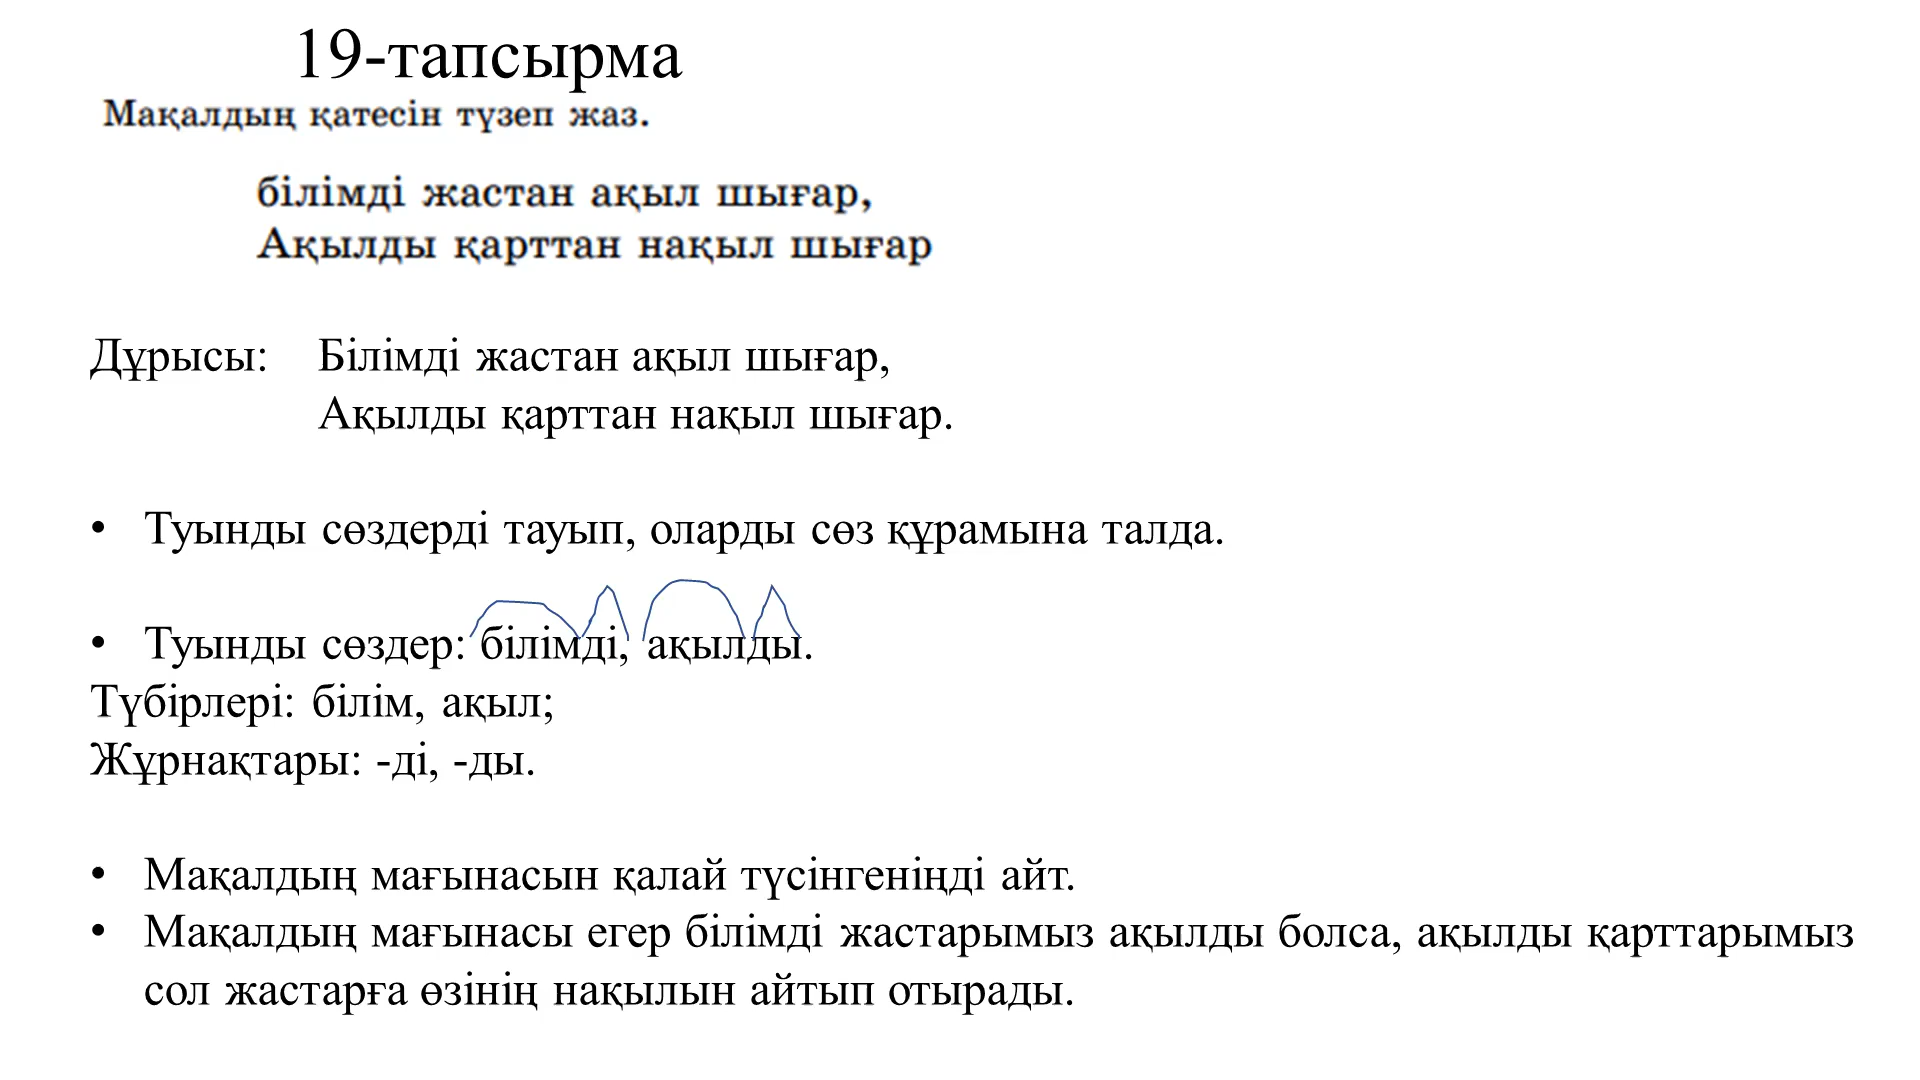 19-тапсырма
Мақалдың қатесін түзеп жаз.
білімді жастан ақыл шығар,
Ақылды қарттан нақыл шығар
Дұрысы: Білімді жастан ақыл шығар,
Ақылды қарттан нақыл шығар.
• Туынды сөздерді тауып, оларды сөз құрамына талда.
• Туынды сөздер: білімді, ақылды.
Түбірлері: білім, ақыл;
Жұрнақтары: -ді, -ды.
• Мақалдың мағынасын қалай түсінгеніңді айт.
• Мақалдың мағынасы егер білімді жастарымыз ақылды болса, ақылды қарттарымыз
сол жастарға өзінің нақылын айтып отырады.